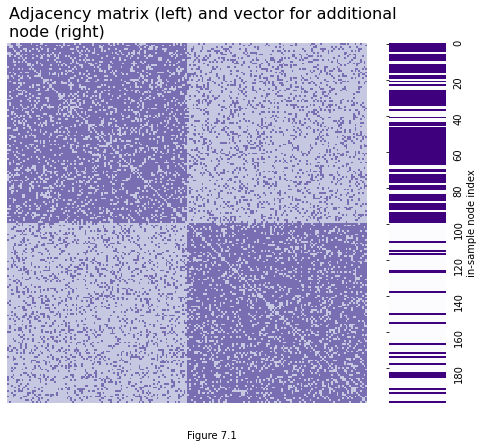 Adjacency matrix (left) and vector for additional
node (right)
0
20
40
60
80
100
120
140
160
180
in-sample node index
Figure 7.1